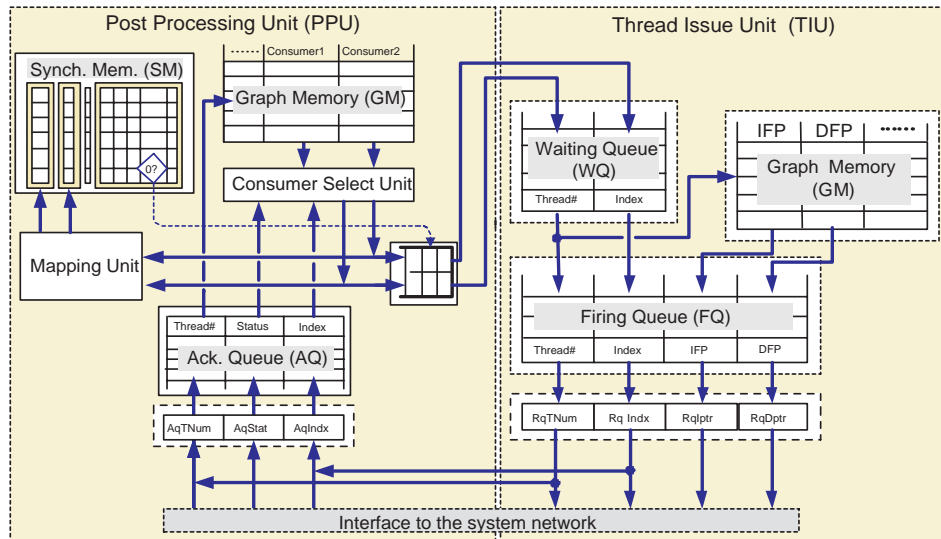 Post Processing Unit (PPU)
Thread Issue Unit (TIU)
Synch. Mem. (SM)
0?
........ Consumer1 Consumer2
Graph Memory (GM)
Consumer Select Unit
Mapping Unit
Thread# Status Index
Ack. Queue (AQ)
AqTNum AqStat AqIndx
Waiting Queue
(WQ)
Thread# Index
IFP DFP ......
Graph Memory
(GM)
Firing Queue (FQ)
Thread# Index IFP DFP
RqTNum Rq Indx RqIptr RqDptr
Interface to the system network